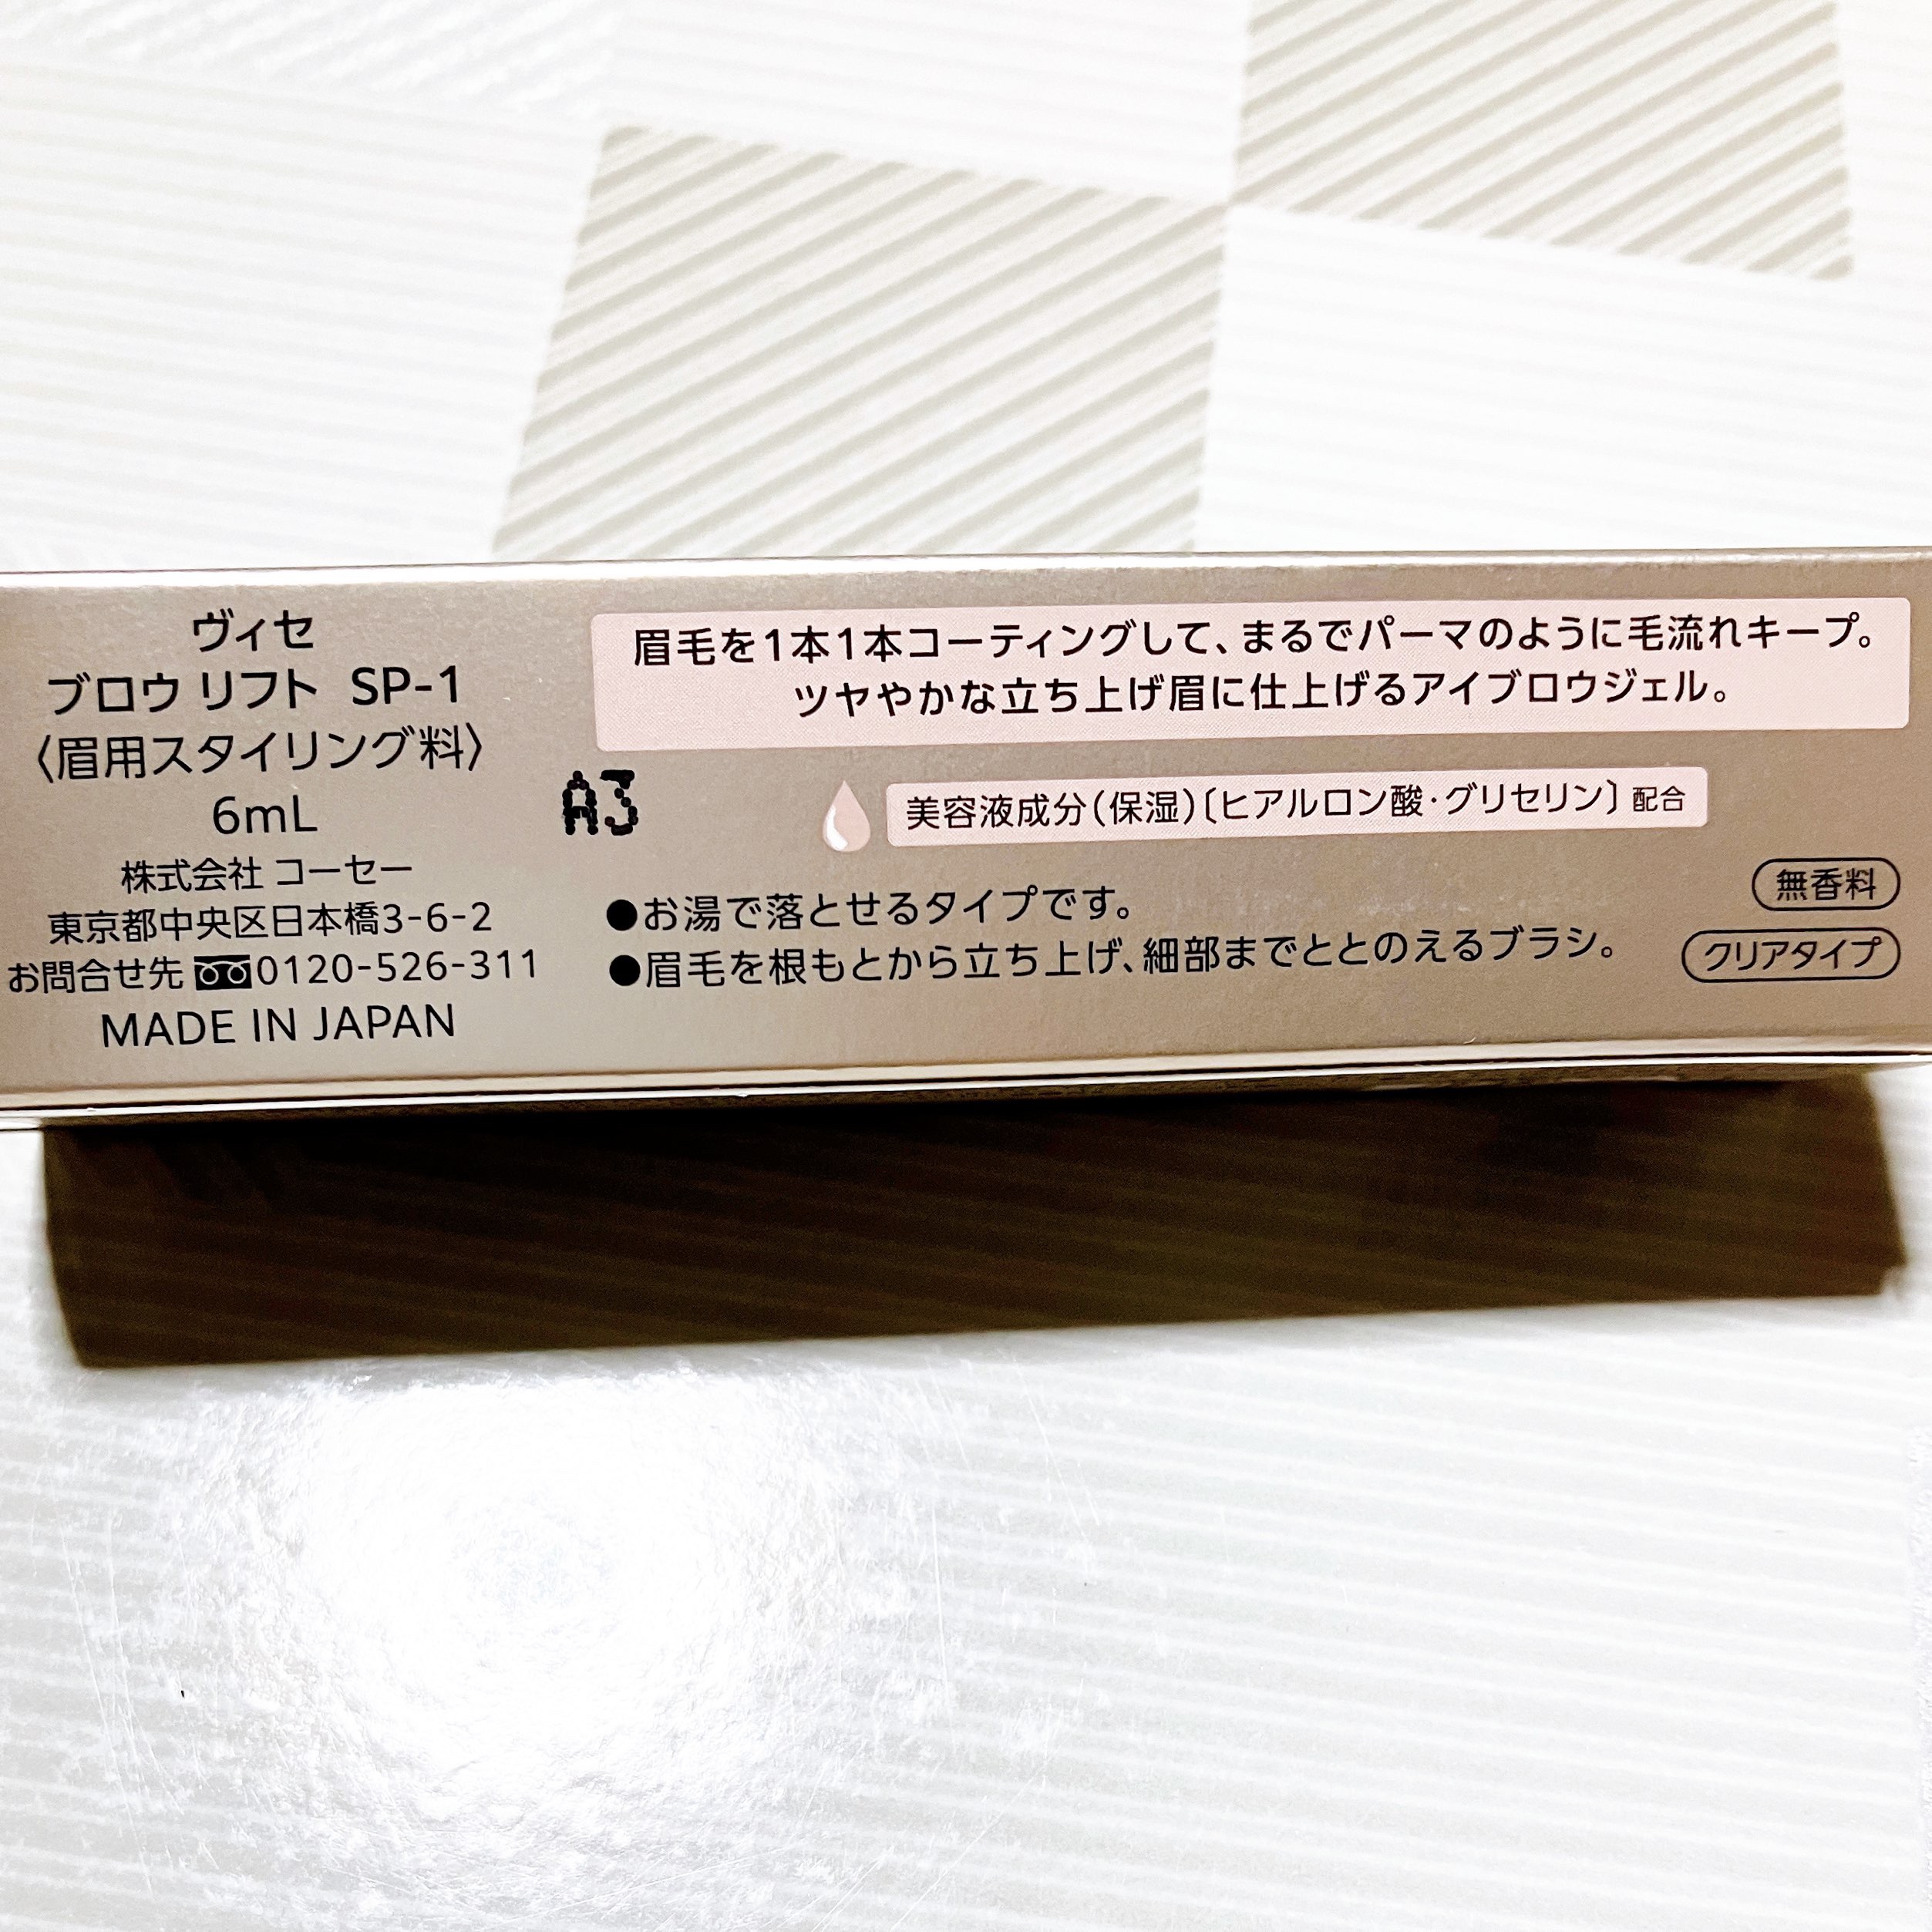 ヴィセ
ブロウ リフト SP-1
〈眉用スタイリング料〉
6mL
株式会社 コーセー
東京都中央区日本橋3-6-2
お問合せ先 0120-526-311
MADE IN JAPAN
A3
眉毛を1本1本コーティングして、まるでパーマのように毛流れキープ。
ツヤやかな立ち上げ眉に仕上げるアイブロウジェル。
美容液成分(保湿)〔ヒアルロン酸・グリセリン〕配合
●お湯で落とせるタイプです。
●眉毛を根もとから立ち上げ、細部までととのえるブラシ。
無香料
クリアタイプ